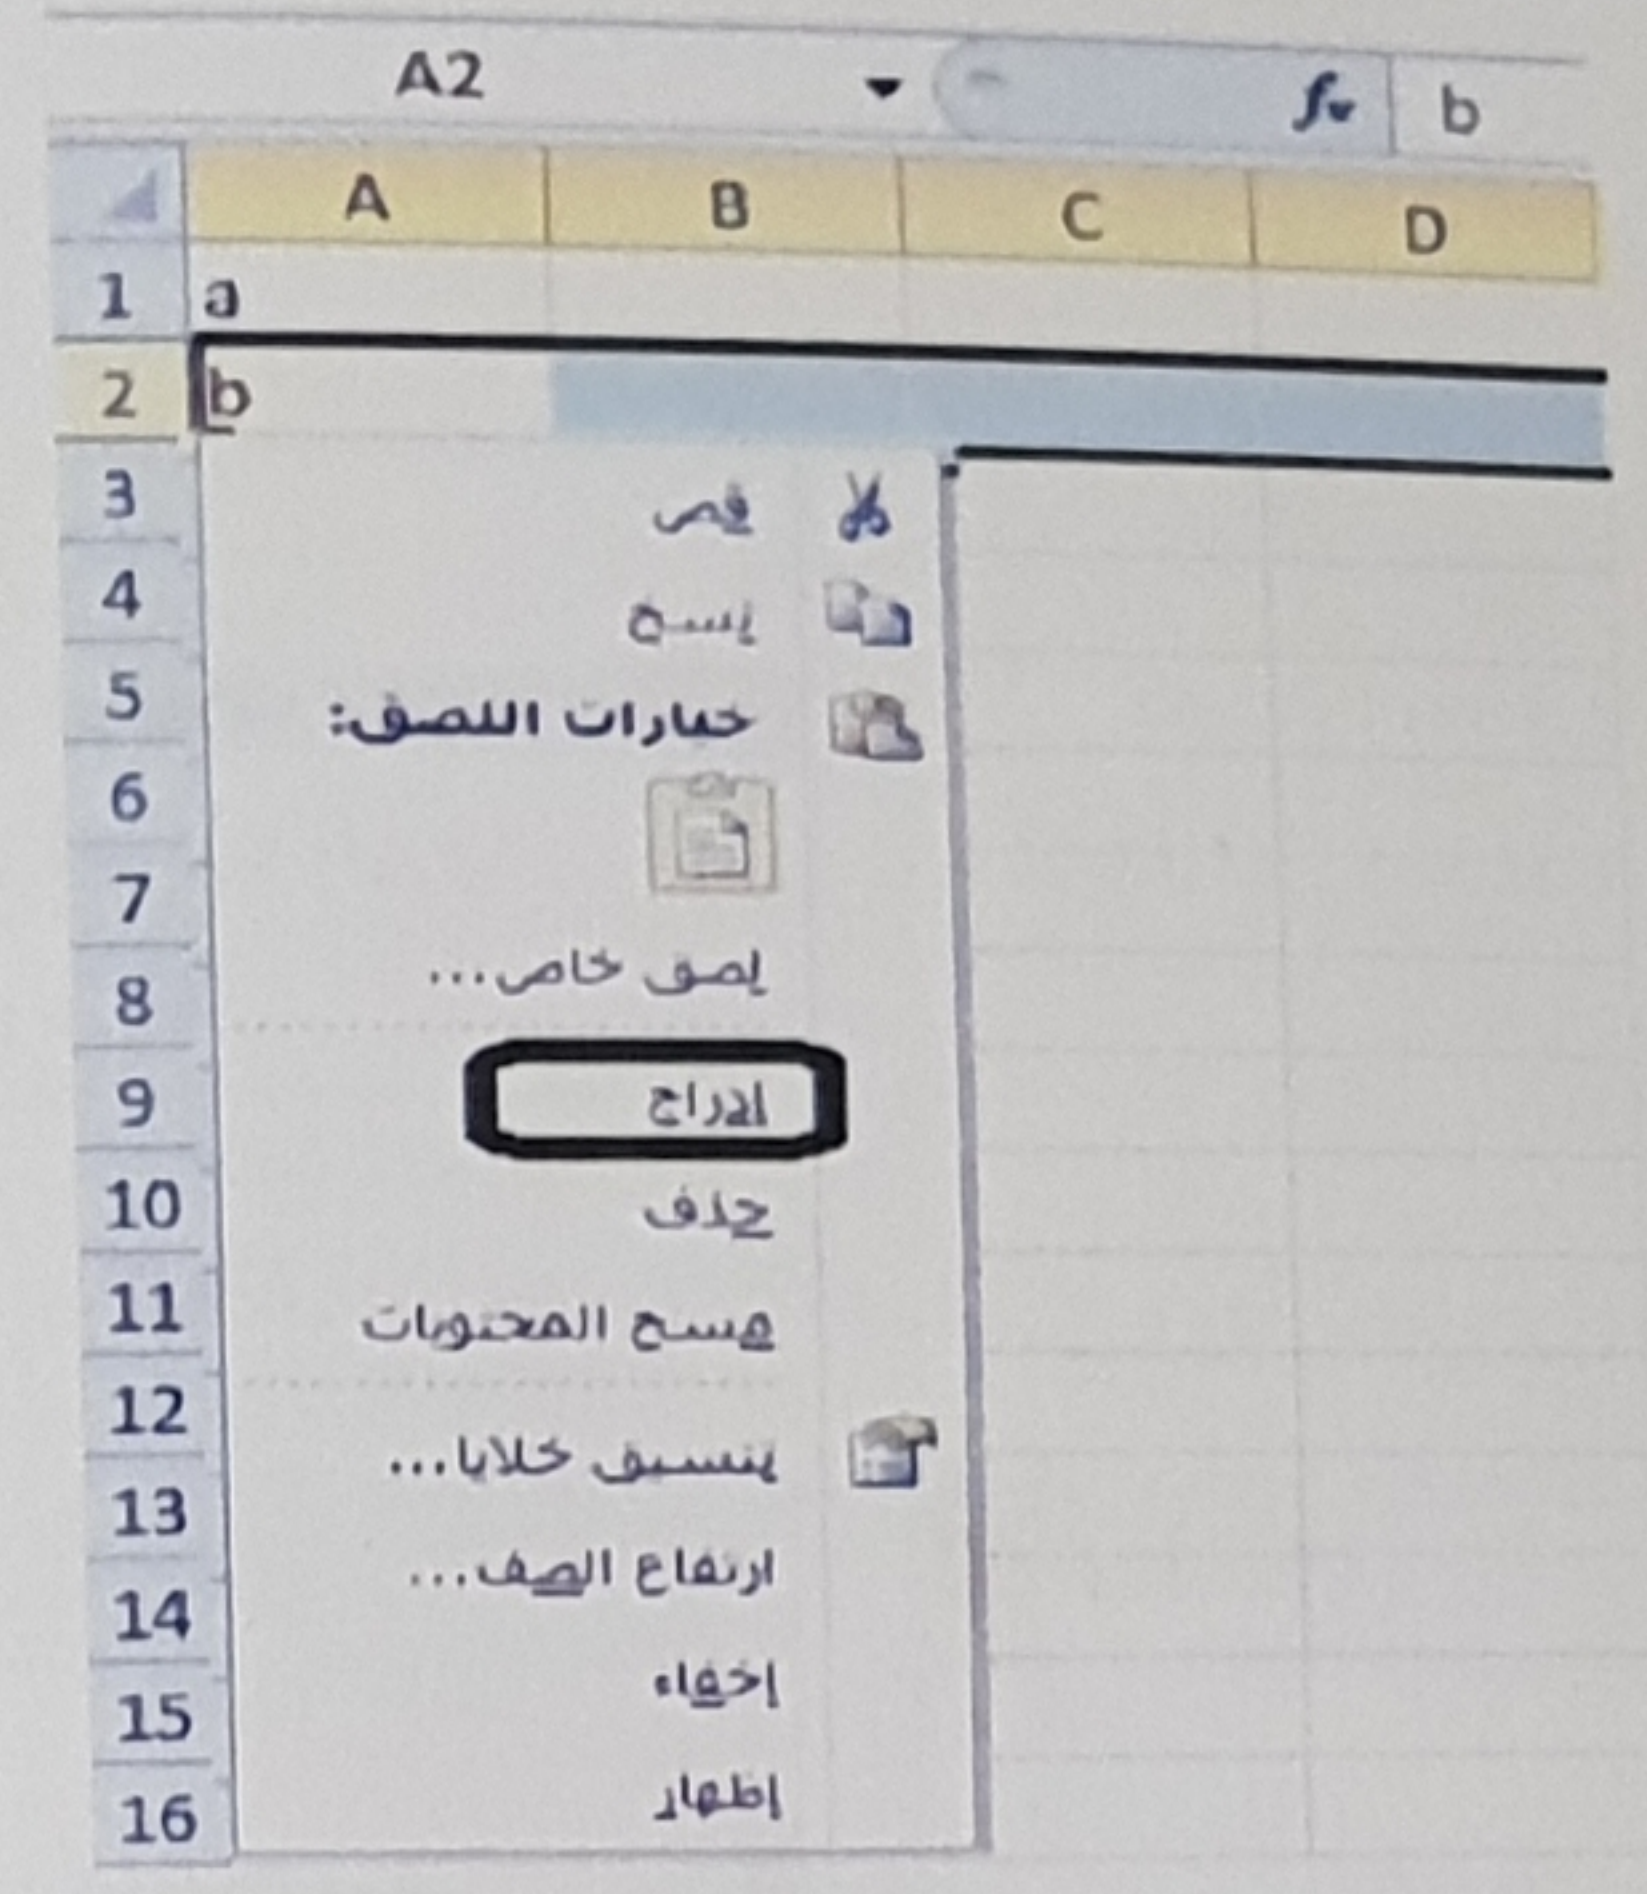 A2 fx b
A B C D
1 a
2 b
3
4
5
6
7
8
9
10
11
12
13
14
15
16
قص
نسخ
خيارات اللصق:
لصق خاص...
إدراج
حذف
مسح المحتويات
تنسيق خلايا...
ارتفاع الصف...
إخفاء
إظهار